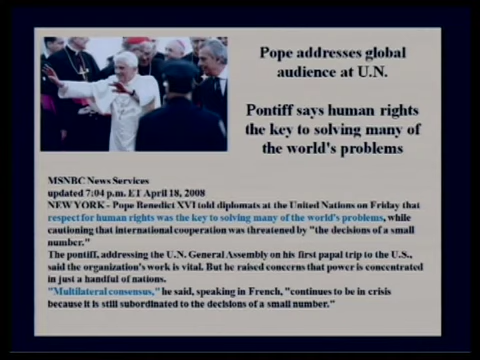 Pope addresses global
audience at U.N.
Pontiff says human rights
the key to solving many of
the world's problems
MSNBC News Services
updated 7:04 p.m. ET April 18, 2008
NEW YORK - Pope Benedict XVI told diplomats at the United Nations on Friday that
respect for human rights was the key to solving many of the world's problems, while
cautioning that international cooperation was threatened by "the decisions of a small
number."
The pontiff, addressing the U.N. General Assembly on his first papal trip to the U.S.,
said the organization's work is vital. But he raised concerns that power is concentrated
in just a handful of nations.
"Multilateral consensus," he said, speaking in French, "continues to be in crisis
because it is still subordinated to the decisions of a small number."